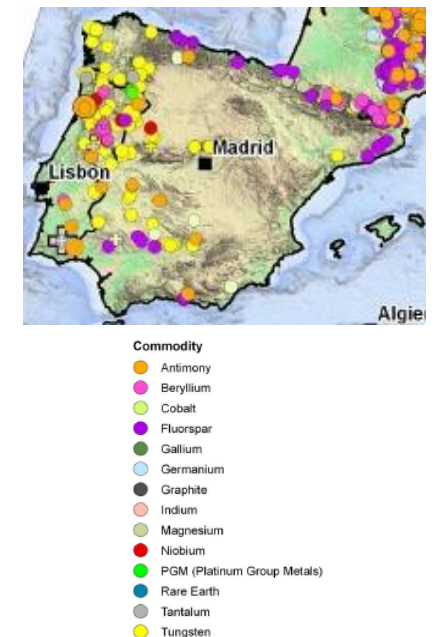 Madrid
Lisbon
Algier
Commodity
Antimony
Beryllium
Cobalt
Fluorspar
Gallium
Germanium
Graphite
Indium
Magnesium
Niobium
PGM (Platinum Group Metals)
Rare Earth
Tantalum
Tungsten